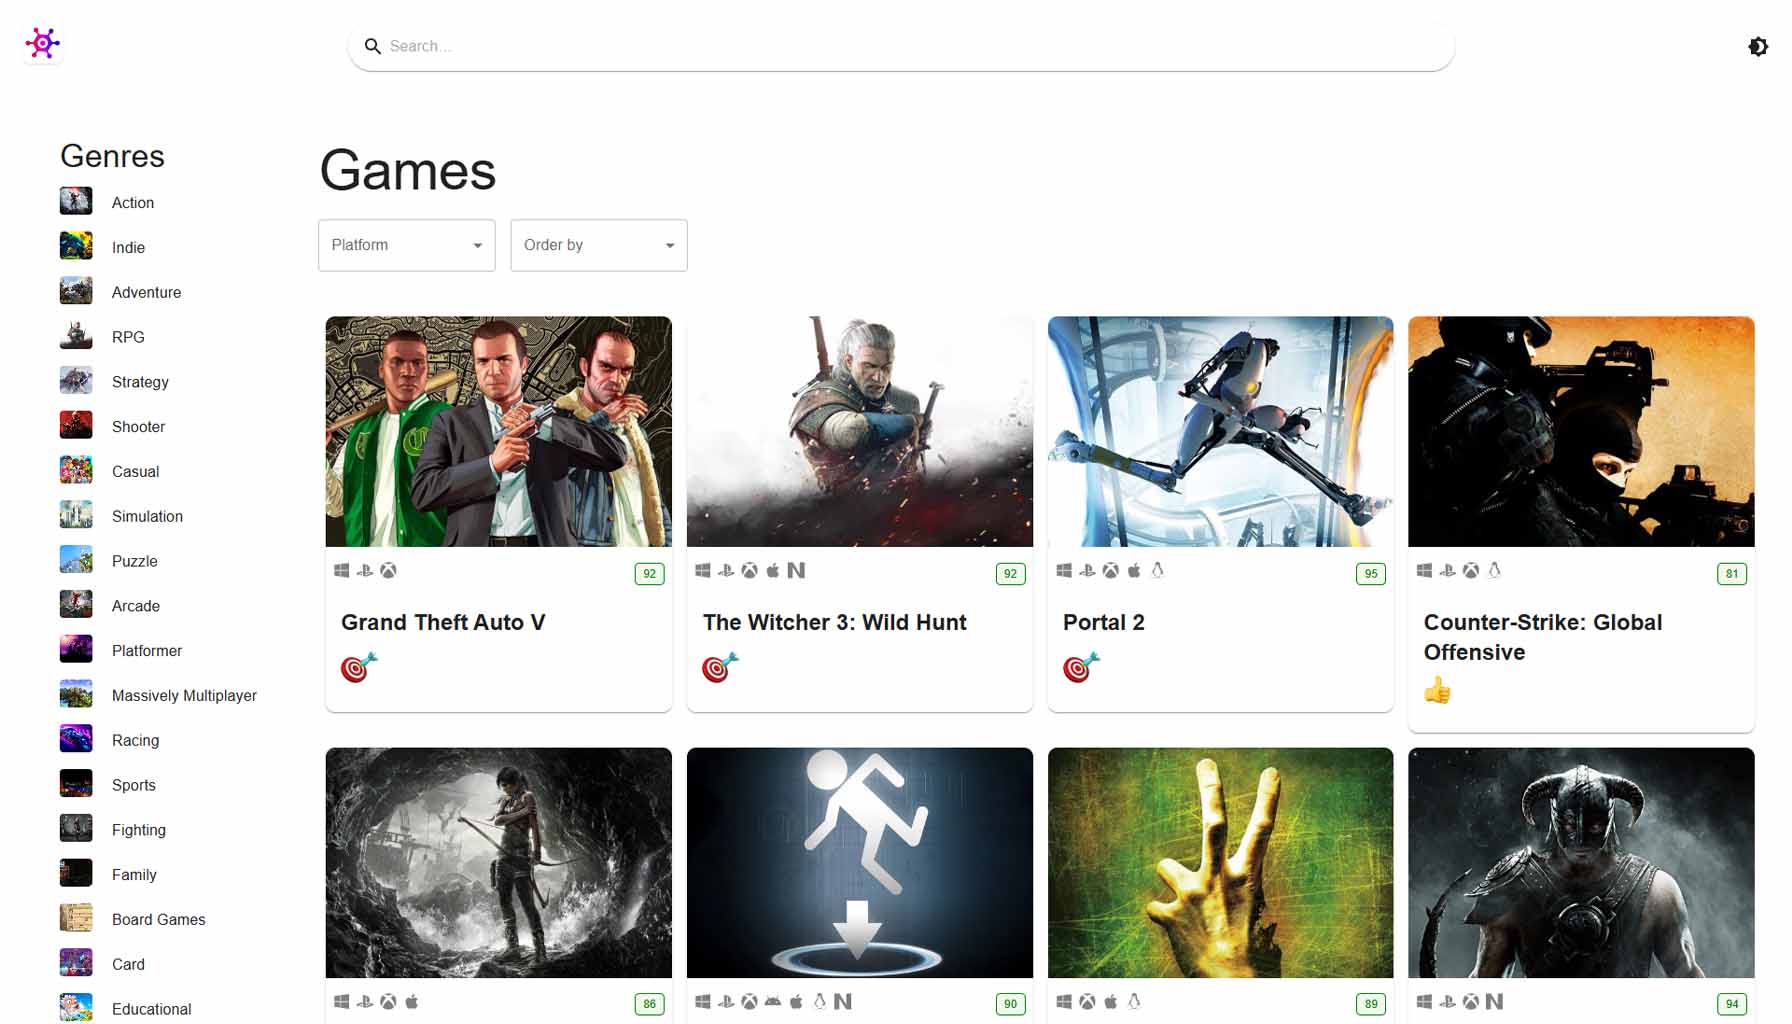 Search...
Genres
Action
Indie
Adventure
RPG
Strategy
Shooter
Casual
Simulation
Puzzle
Arcade
Platformer
Massively Multiplayer
Racing
Sports
Fighting
Family
Board Games
Card
Educational
Games
Platform
Order by
92
Grand Theft Auto V
92
The Witcher 3: Wild Hunt
95
Portal 2
81
Counter-Strike: Global
Offensive
86
90
89
94